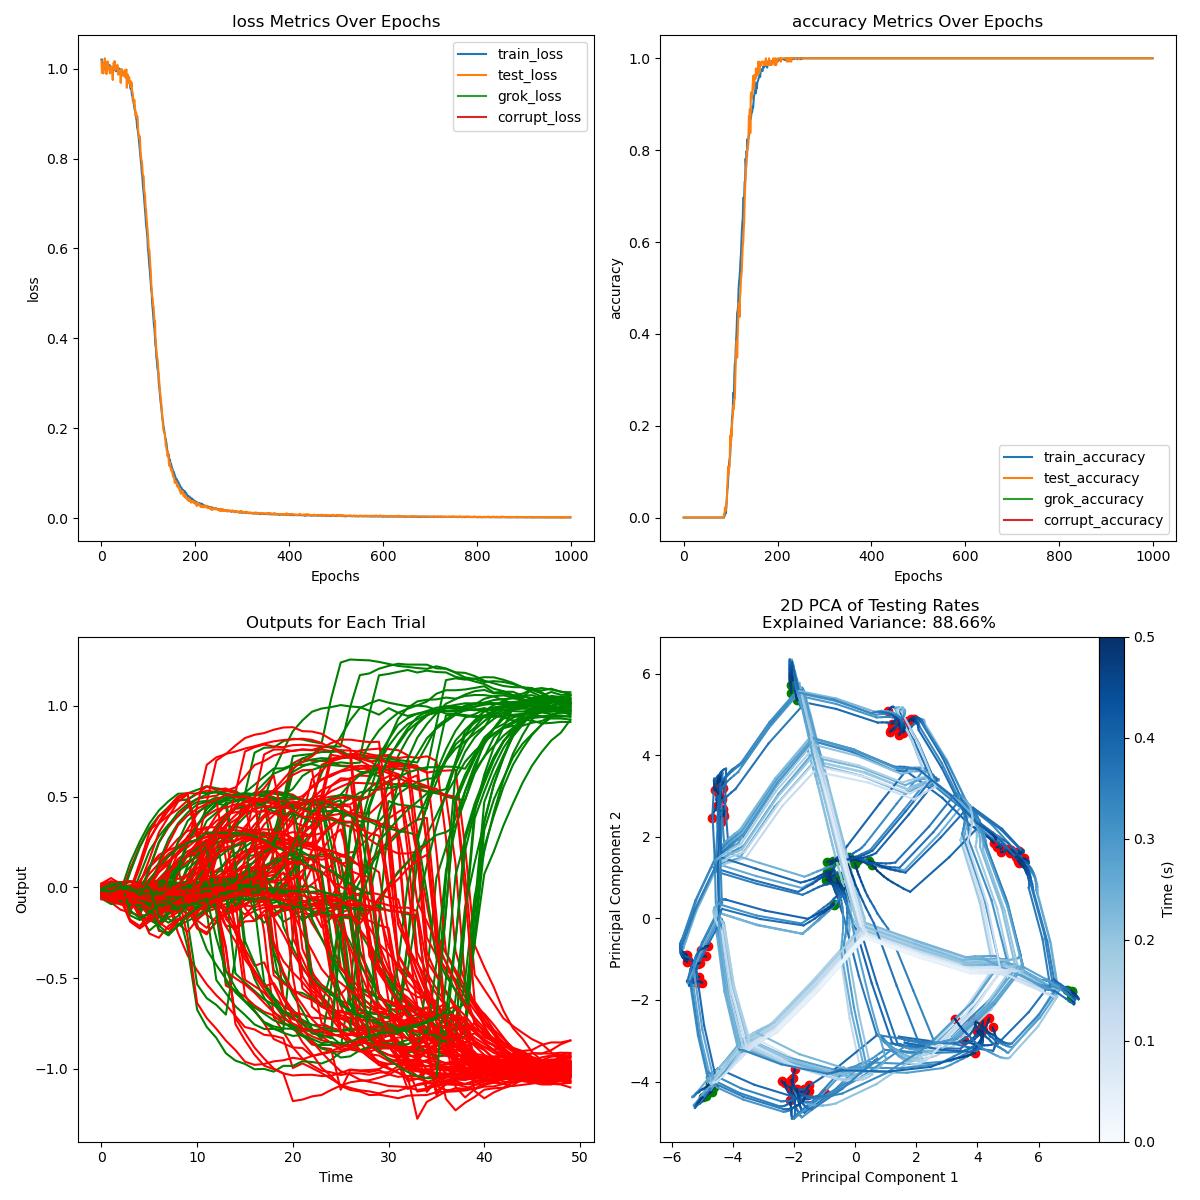 loss Metrics Over Epochs
loss
1.0
0.8
0.6
0.4
0.2
0.0
train_loss
test_loss
grok_loss
corrupt_loss
0 200 400 600 800 1000
Epochs
accuracy Metrics Over Epochs
accuracy
1.0
0.8
0.6
0.4
0.2
0.0
train_accuracy
test_accuracy
grok_accuracy
corrupt_accuracy
0 200 400 600 800 1000
Epochs
Outputs for Each Trial
Output
1.0
0.5
0.0
−0.5
−1.0
0 10 20 30 40 50
Time
2D PCA of Testing Rates
Explained Variance: 88.66%
Principal Component 2
6
4
2
0
−2
−4
−6 −4 −2 0 2 4 6
Principal Component 1
0.5
0.4
0.3
0.2
0.1
0.0
Time (s)